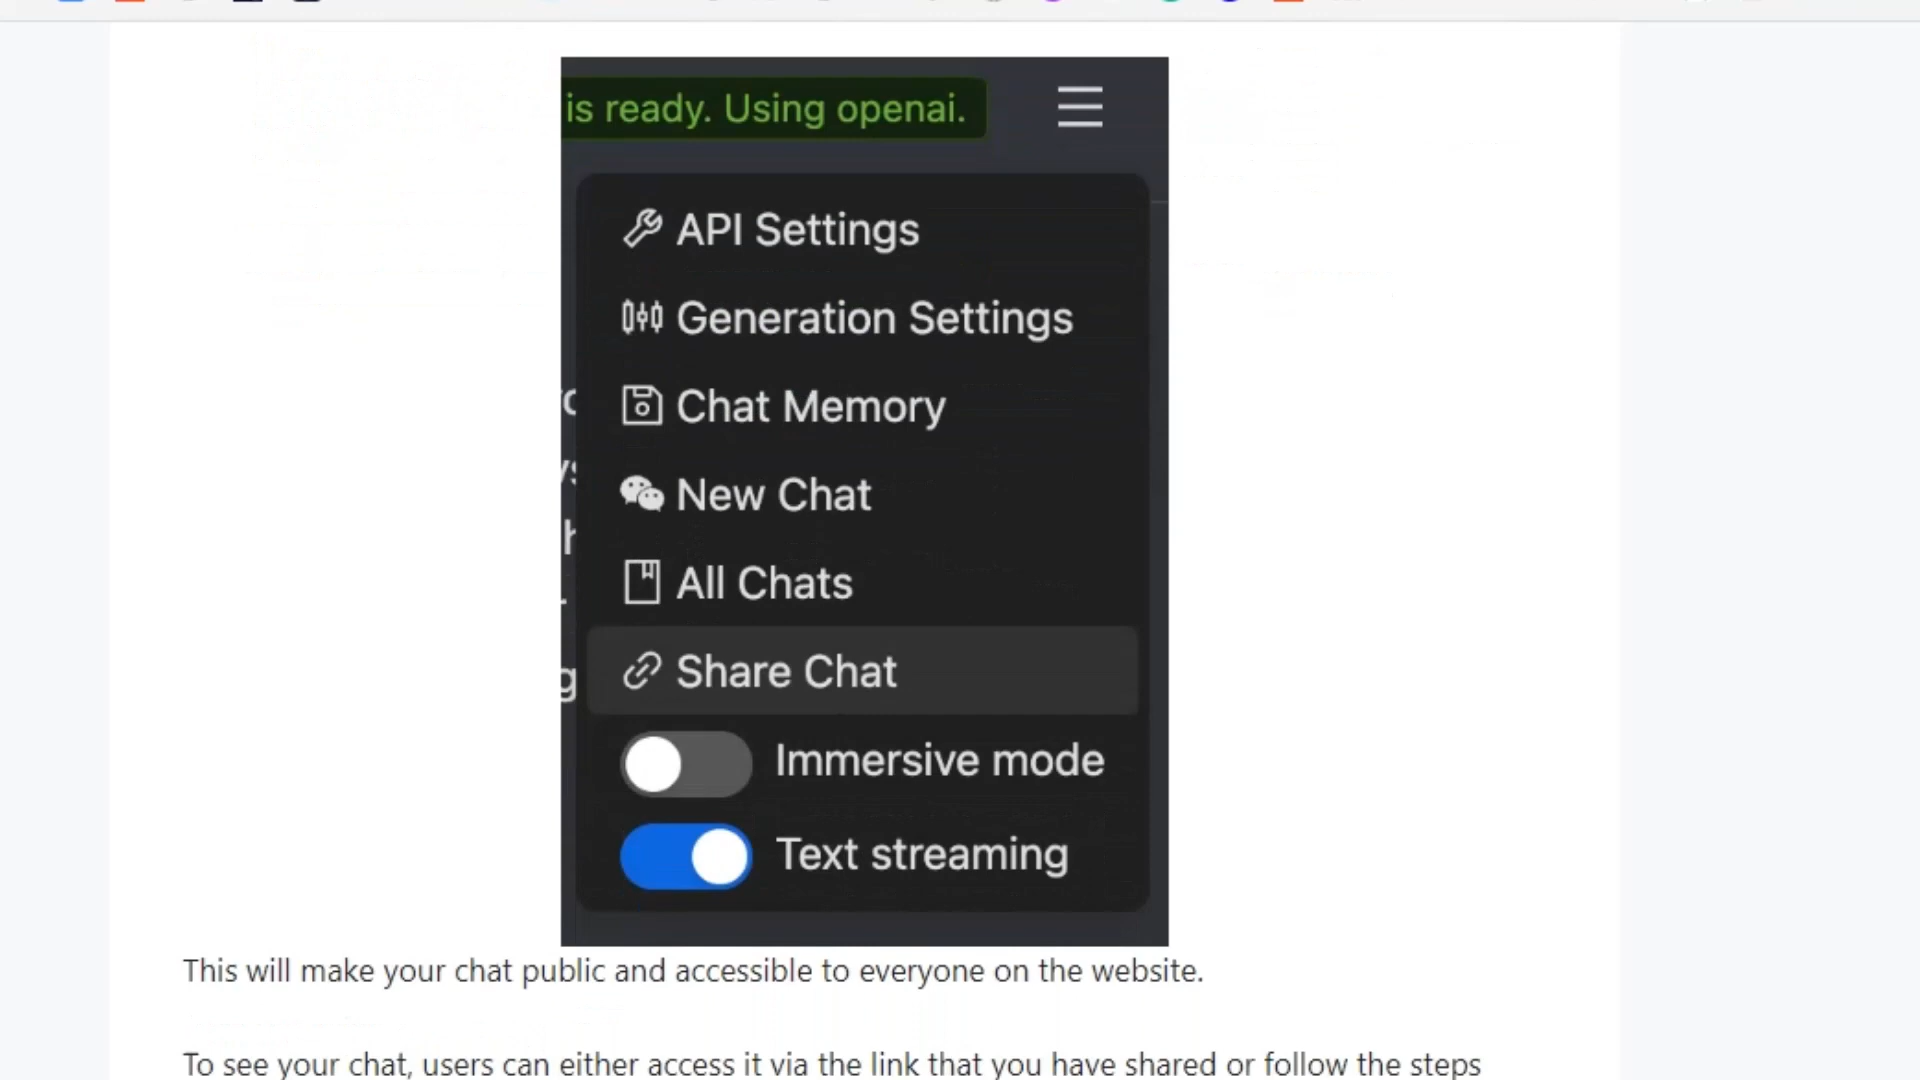 is ready. Using openai.
API Settings
Generation Settings
Chat Memory
New Chat
All Chats
Share Chat
Immersive mode
Text streaming
This will make your chat public and accessible to everyone on the website.
To see your chat, users can either access it via the link that you have shared or follow the steps